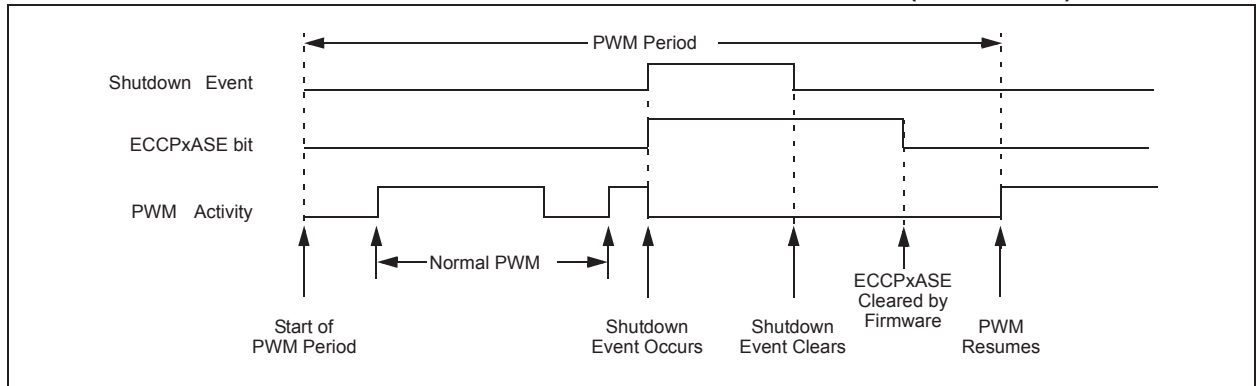 PWM Period
Shutdown Event
ECCPxASE bit
PWM Activity
Normal PWM
Start of
PWM Period
Shutdown
Event Occurs
Shutdown
Event Clears
ECCPxASE
Cleared by
Firmware
PWM
Resumes